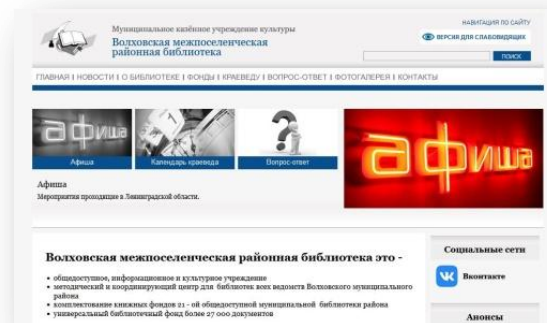 НАВИГАЦИЯ ПО САЙТУ
Муниципальное казённое учреждение культуры
Волховская межпоселенческая
районная библиотека
ВЕРСИЯ ДЛЯ СЛАБОВИДЯЩИХ
ПОИСК
ГЛАВНАЯ I НОВОСТИ I О БИБЛИОТЕКЕ I ФОНДЫ I КРАЕВЕДУ I ВОПРОС-ОТВЕТ I ФОТОГАЛЕРЕЯ I КОНТАКТЫ
афиша
афиша
Афиша
Календарь краеведа
Вопрос-ответ
Афиша
Мероприятия проходящие в Ленинградской области.
Волховская межпоселенческая районная библиотека это -
• общедоступное, информационное и культурное учреждение
• методический и координирующий центр для библиотек всех ведомств Волховского муниципального
района
• комплектование книжных фондов 21 - ой общедоступной муниципальной библиотеки района
• универсальный библиотечный фонд более 27 000 документов
Социальные сети
Вконтакте
Анонсы